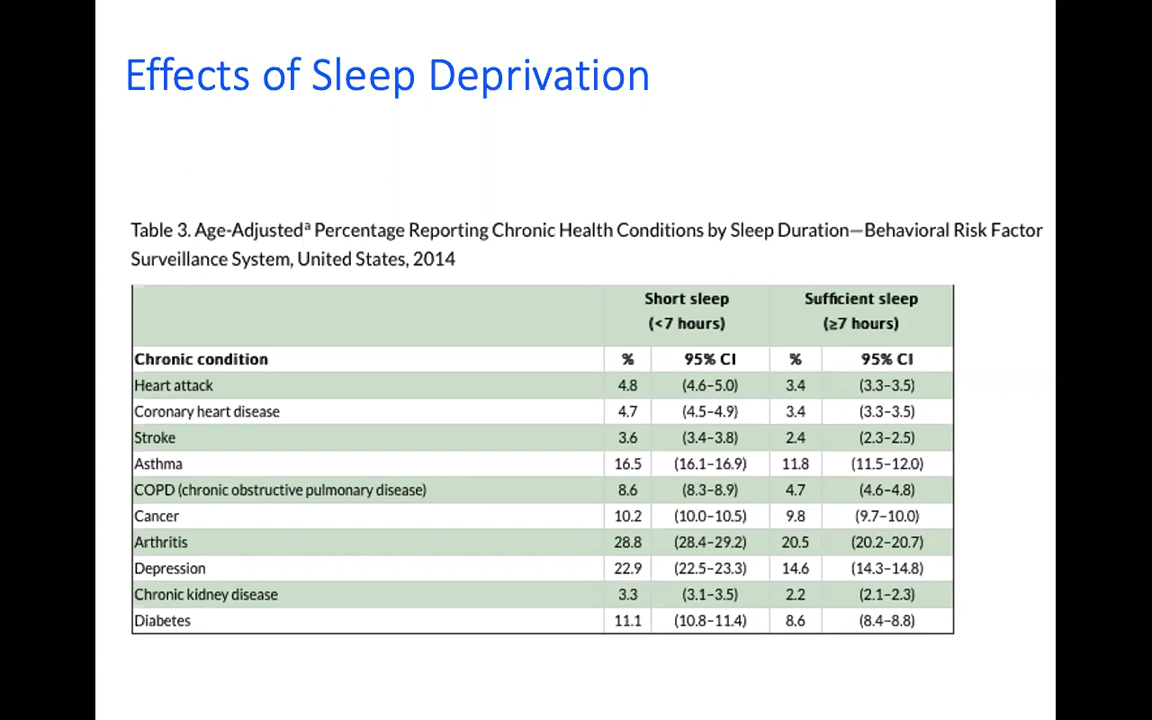 Effects of Sleep Deprivation
Table 3. Age-Adjustedª Percentage Reporting Chronic Health Conditions by Sleep Duration—Behavioral Risk Factor
Surveillance System, United States, 2014
Short sleep Sufficient sleep
(<7 hours) (≥7 hours)
Chronic condition % 95% CI % 95% CI
Heart attack 4.8 (4.6–5.0) 3.4 (3.3–3.5)
Coronary heart disease 4.7 (4.5–4.9) 3.4 (3.3–3.5)
Stroke 3.6 (3.4–3.8) 2.4 (2.3–2.5)
Asthma 16.5 (16.1–16.9) 11.8 (11.5–12.0)
COPD (chronic obstructive pulmonary disease) 8.6 (8.3–8.9) 4.7 (4.6–4.8)
Cancer 10.2 (10.0–10.5) 9.8 (9.7–10.0)
Arthritis 28.8 (28.4–29.2) 20.5 (20.2–20.7)
Depression 22.9 (22.5–23.3) 14.6 (14.3–14.8)
Chronic kidney disease 3.3 (3.1–3.5) 2.2 (2.1–2.3)
Diabetes 11.1 (10.8–11.4) 8.6 (8.4–8.8)